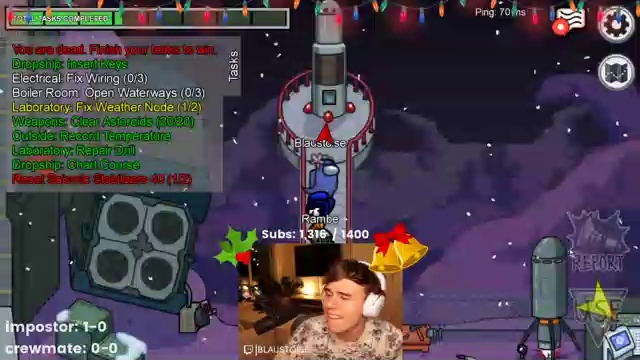 TOTAL TASKS COMPLETED
Ping: 70 ms
You are dead. Finish your tasks to win.
Dropship: Insert Keys
Electrical: Fix Wiring (0/3)
Boiler Room: Open Waterways (0/3)
Laboratory: Fix Weather Node (1/2)
Weapons: Clear Asteroids (20/20)
Outside: Record Temperature
Laboratory: Repair Drill
Dropship: Chart Course
Reset Seismic Stabilizers
(1/2)
Tasks
Blaustoise
Rambe
Subs: 1,316 / 1400
REPORT
impostor: 1-0
crewmate: 0-0